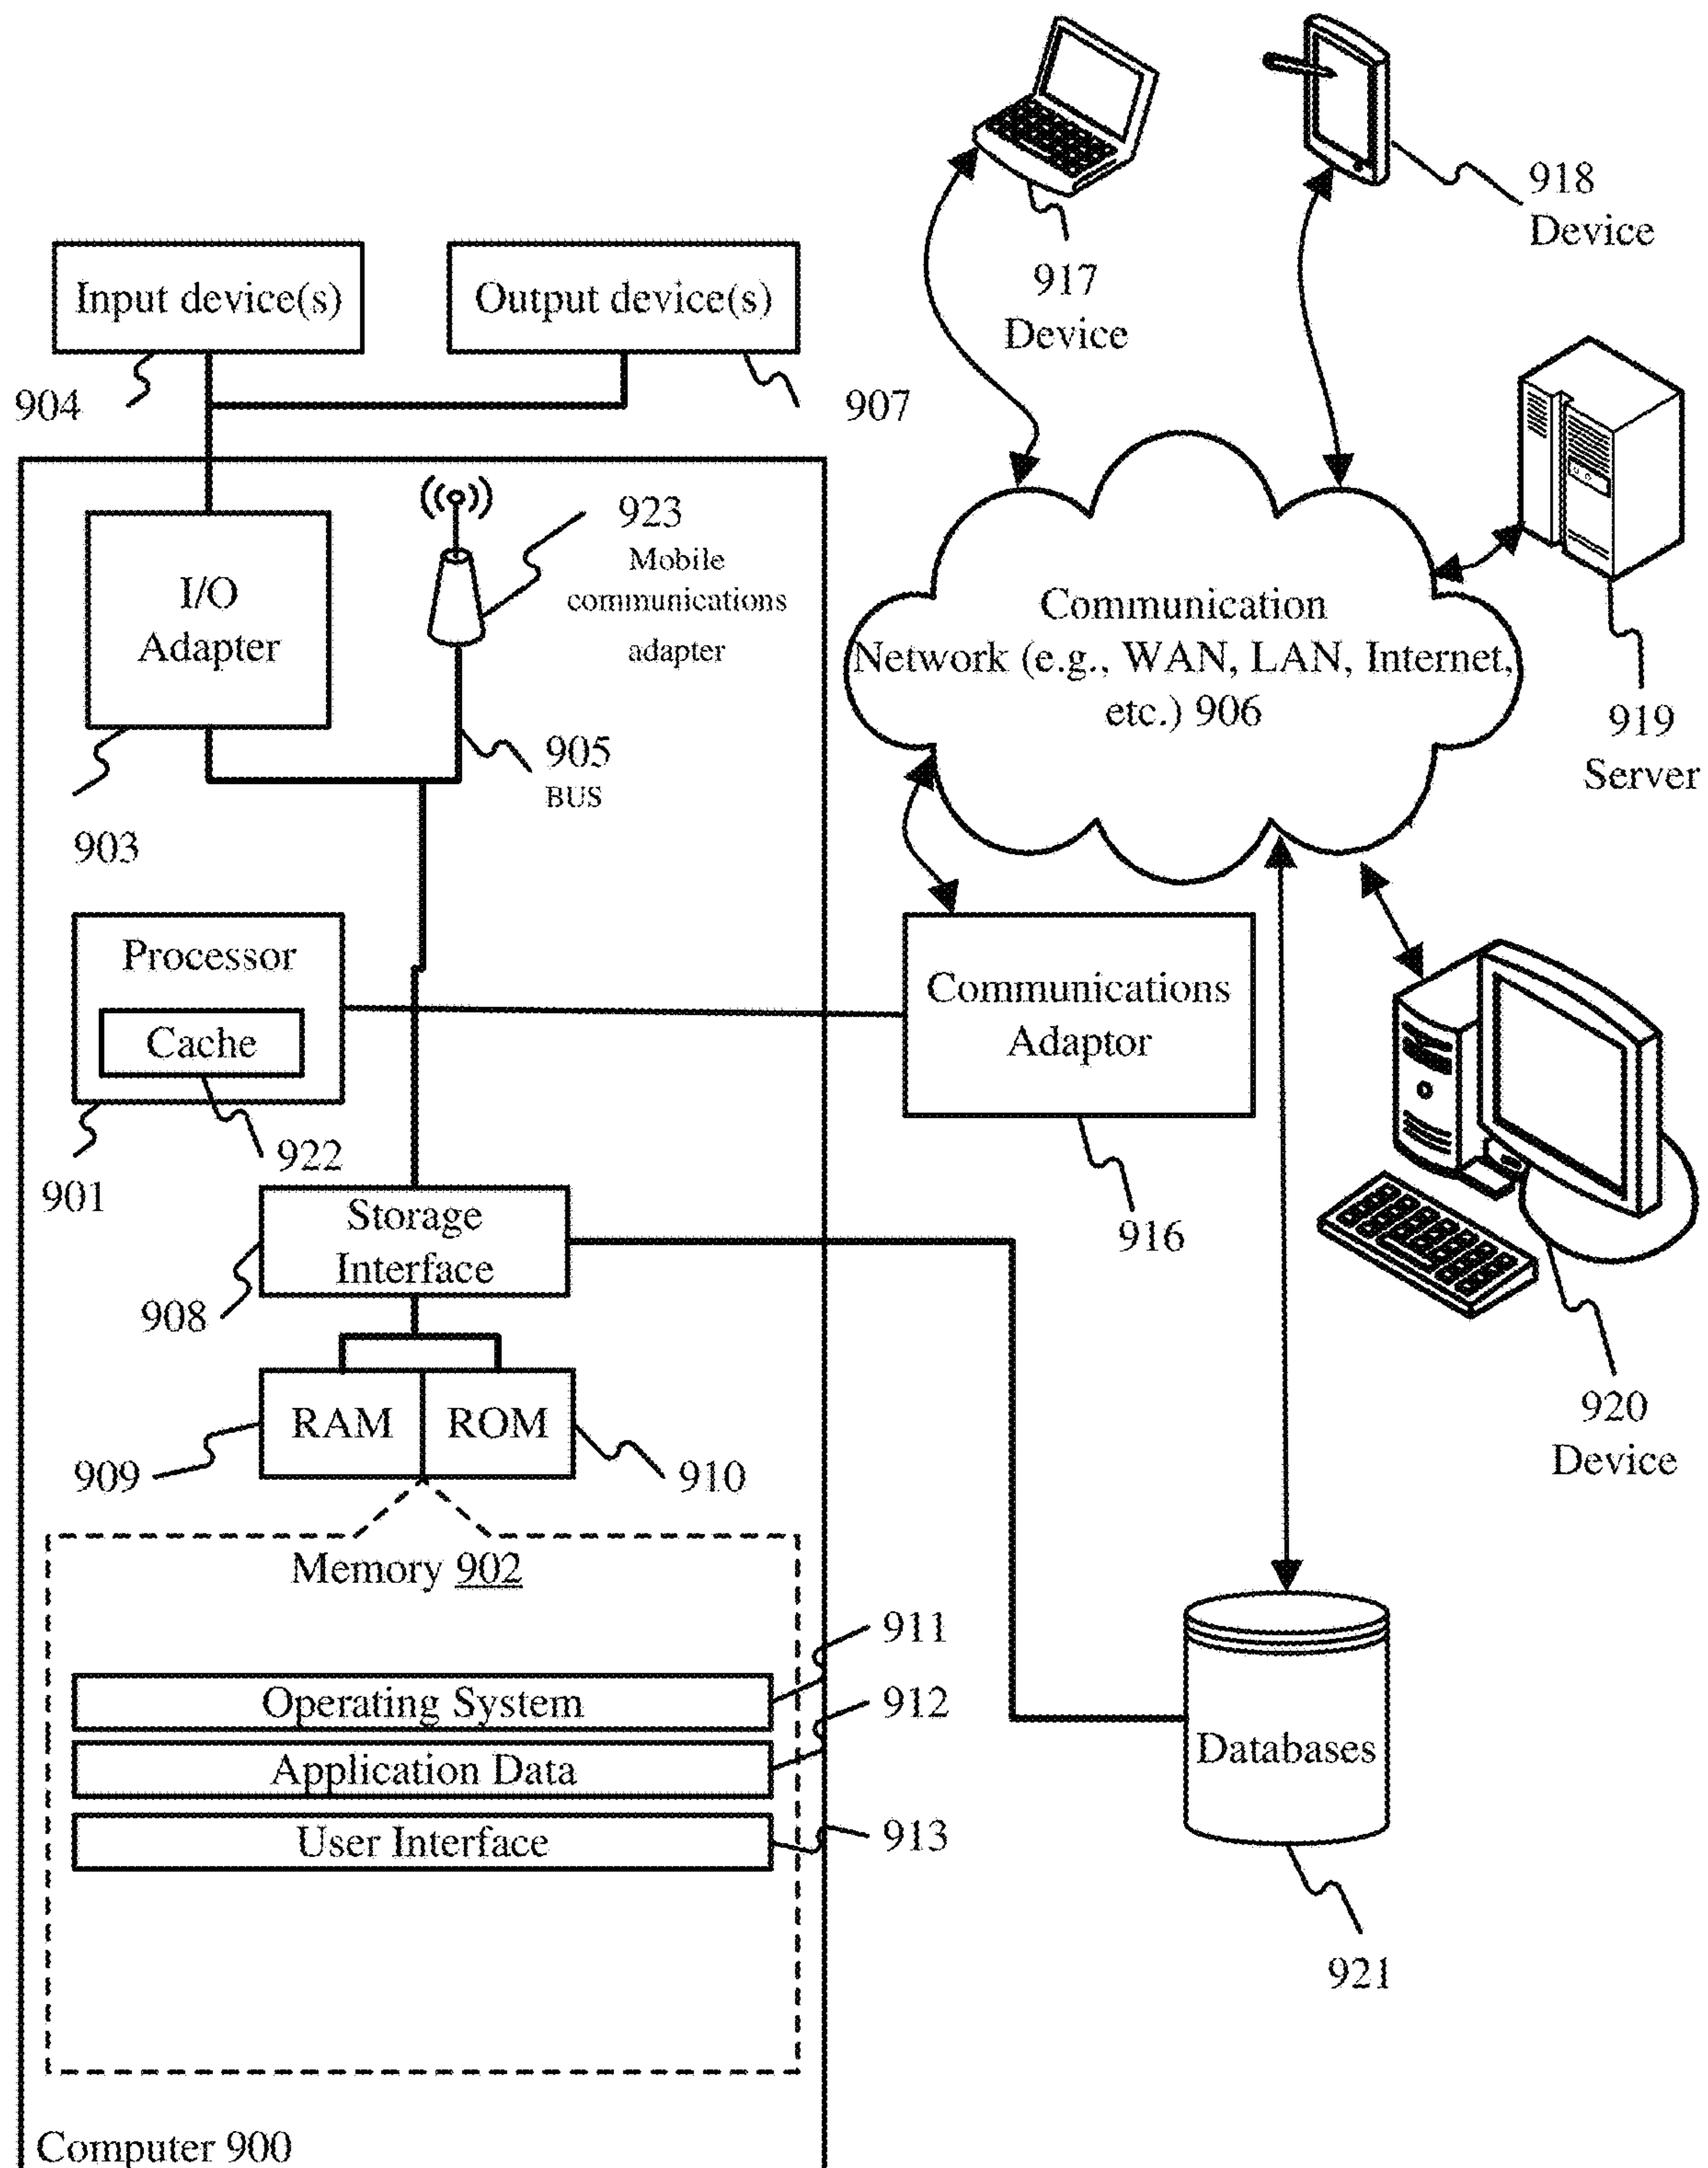 918
Device
917
Device
Input device(s)
Output device(s)
904
907
923
Mobile
communications
adapter
I/O
Adapter
Communication
Network (e.g., WAN, LAN, Internet,
etc.) 906
919
Server
905
BUS
903
Processor
Cache
Communications
Adaptor
922
901
916
Storage
Interface
908
RAM
ROM
909
910
920
Device
Memory 902
911
Operating System
912
Application Data
Databases
User Interface
913
921
Computer 900